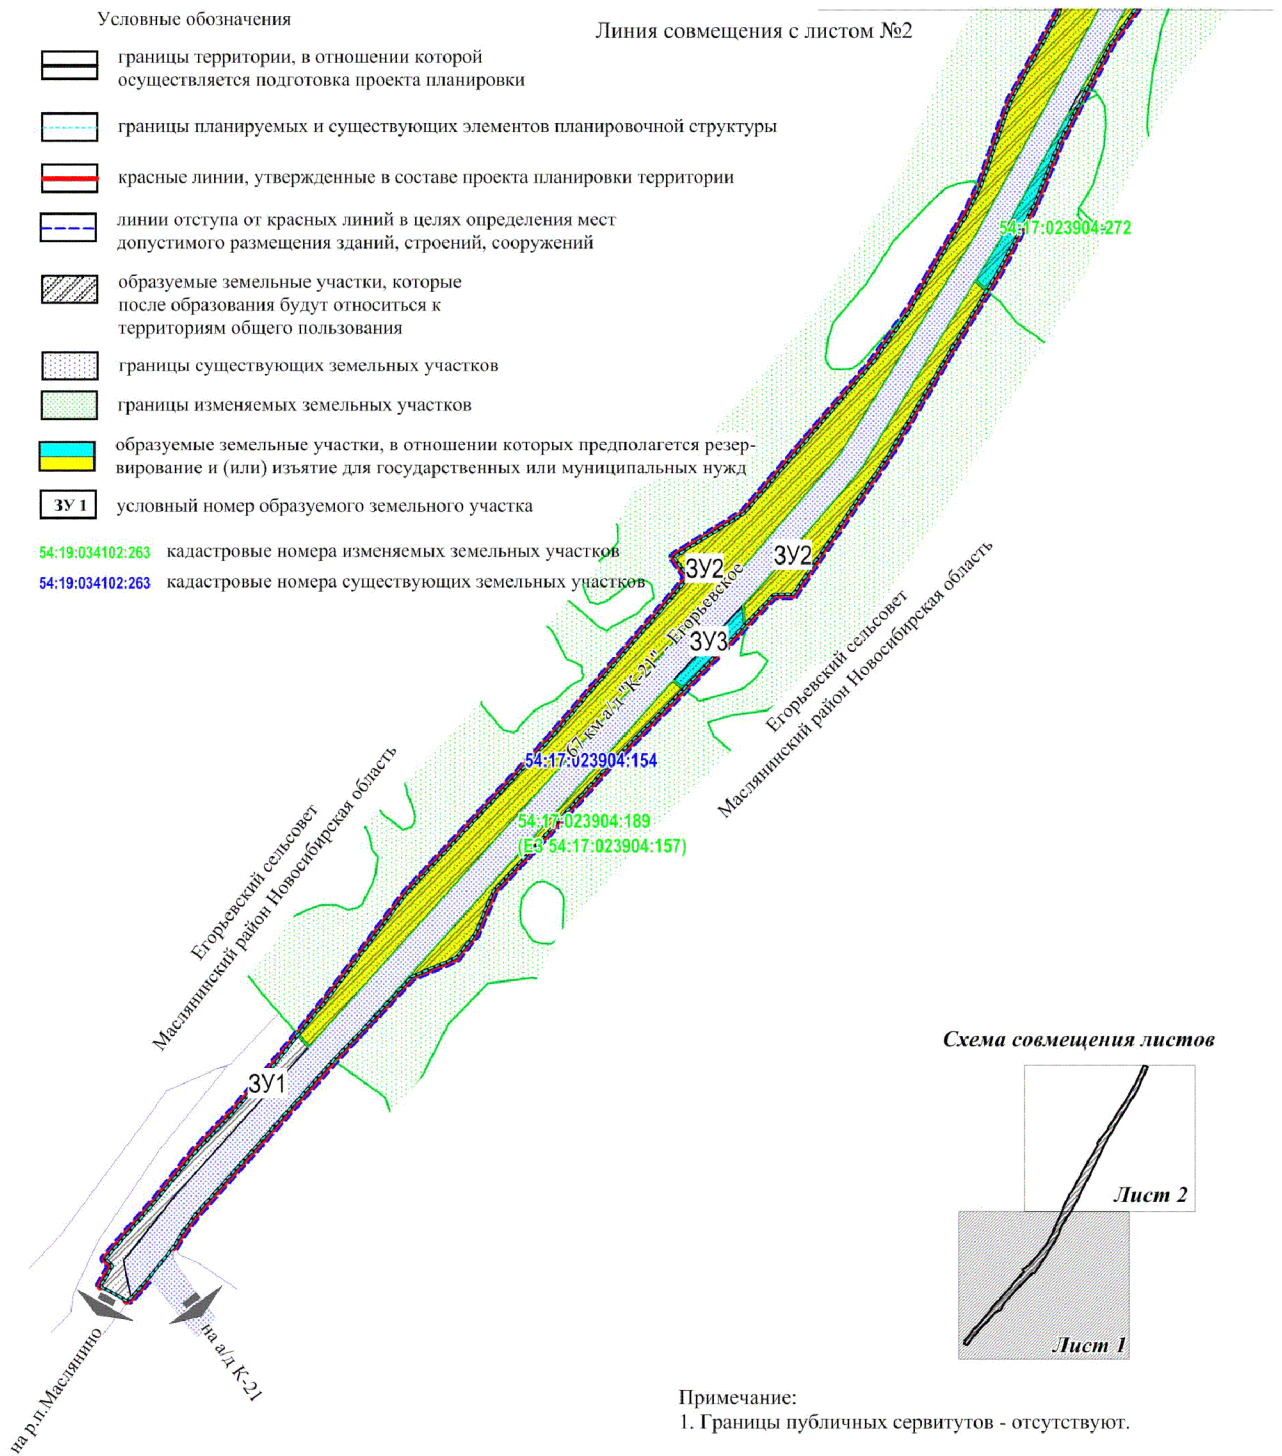 Условные обозначения
границы территории, в отношении которой
осуществляется подготовка проекта планировки
границы планируемых и существующих элементов планировочной структуры
красные линии, утвержденные в составе проекта планировки территории
линии отступа от красных линий в целях определения мест
допустимого размещения зданий, строений, сооружений
образуемые земельные участки, которые
после образования будут относиться к
территориям общего пользования
границы существующих земельных участков
границы изменяемых земельных участков
образуемые земельные участки, в отношении которых предполагется резер-
вирование и (или) изъятие для государственных или муниципальных нужд
ЗУ 1
условный номер образуемого земельного участка
54:19:034102:263 кадастровые номера изменяемых земельных участков
54:19:034102:263 кадастровые номера существующих земельных участков
Линия совмещения с листом №2
54:17:023904:272
ЗУ2
ЗУ2
ЗУ3
67 км а/д "К-21" - Егорьевское
54:17:023904:154
54:17:023904:189
(ЕЗ 54:17:023904:157)
Егорьевский сельсовет
Маслянинский район Новосибирская область
Егорьевский сельсовет
Маслянинский район Новосибирская область
ЗУ1
на р.п.Маслянино
на а/д К-21
Схема совмещения листов
Лист 2
Лист 1
Примечание:
1. Границы публичных сервитутов - отсутствуют.